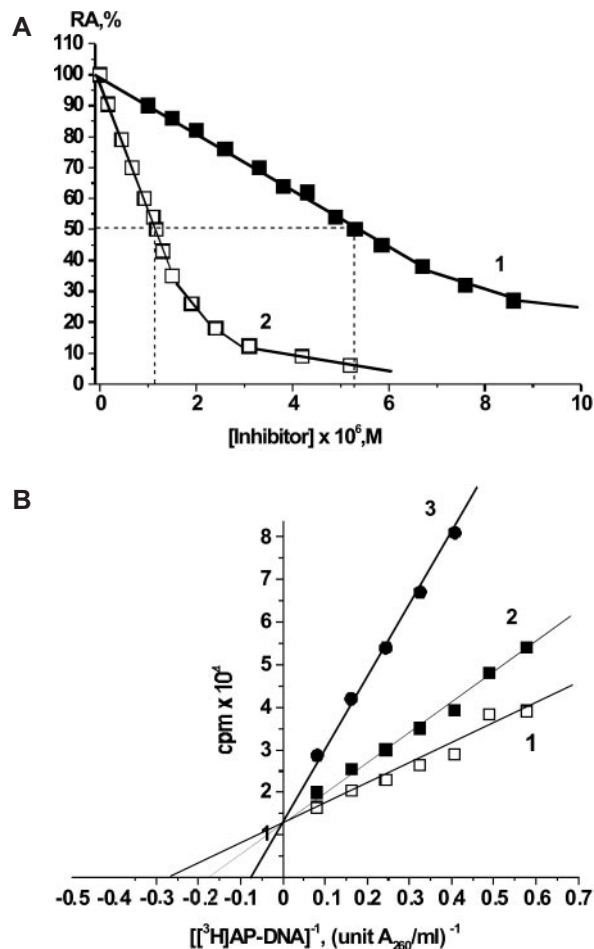 A
RA,%
110
100
90
80
70
60
50
40
30
20
10
0
1
2
0 2 4 6 8 10
[Inhibitor] x 10⁶,M
B
8
6
4
3
2
1
cpm x 10⁴
3
2
1
-0.5 -0.4 -0.3 -0.2 -0.1 0 0.1 0.2 0.3 0.4 0.5 0.6 0.7
[[³H]AP-DNA]⁻¹, (unit A₂₆₀/ml) ⁻¹